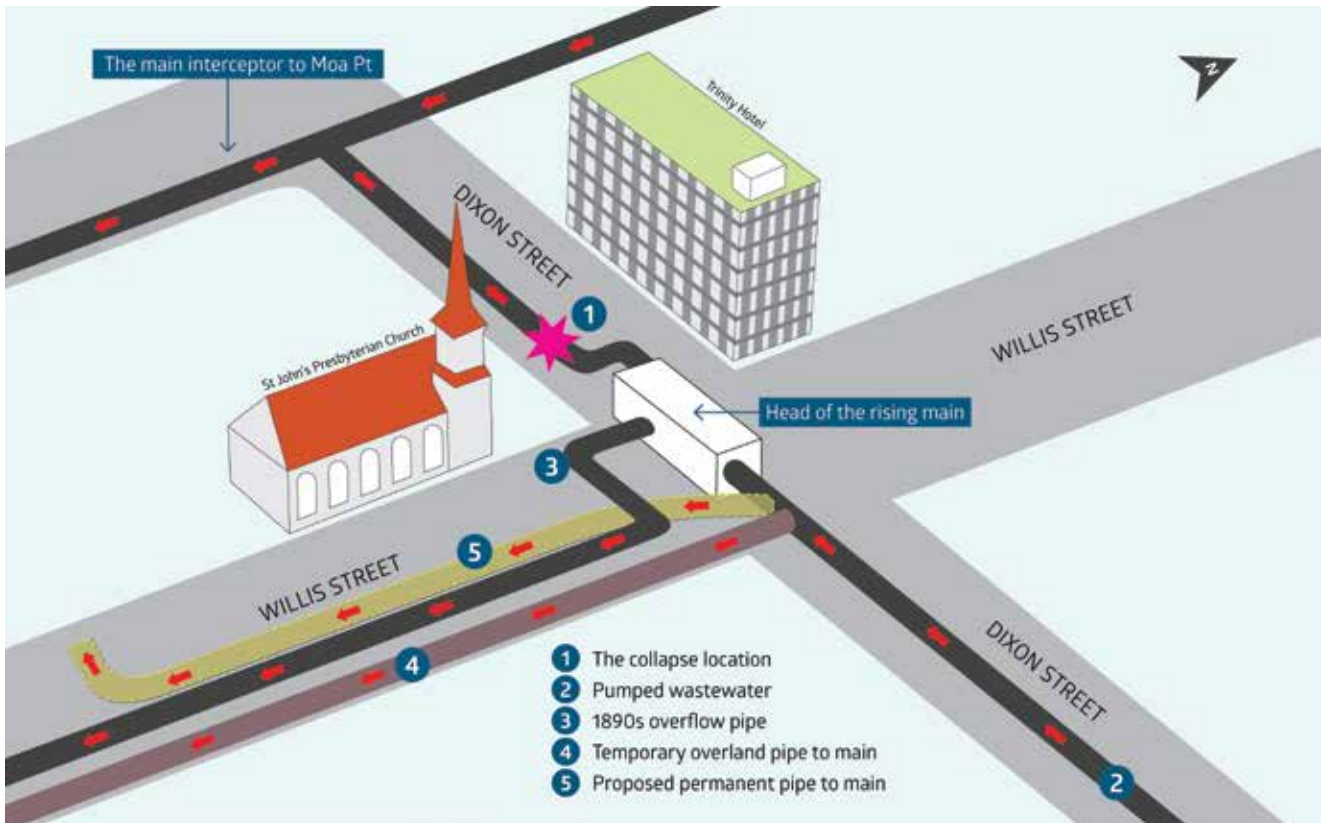 The main interceptor to Moa Pt
N
Trinity Hotel
DIXON STREET
1
WILLIS STREET
St John's Presbyterian Church
Head of the rising main
3
5
WILLIS STREET
4
DIXON STREET
2
1 The collapse location
2 Pumped wastewater
3 1890s overflow pipe
4 Temporary overland pipe to main
5 Proposed permanent pipe to main